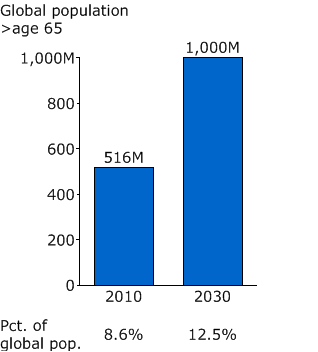 Global population
>age 65
1,000M
800
600
400
200
0
516M
1,000M
2010
2030
Pct. of
global pop.
8.6%
12.5%